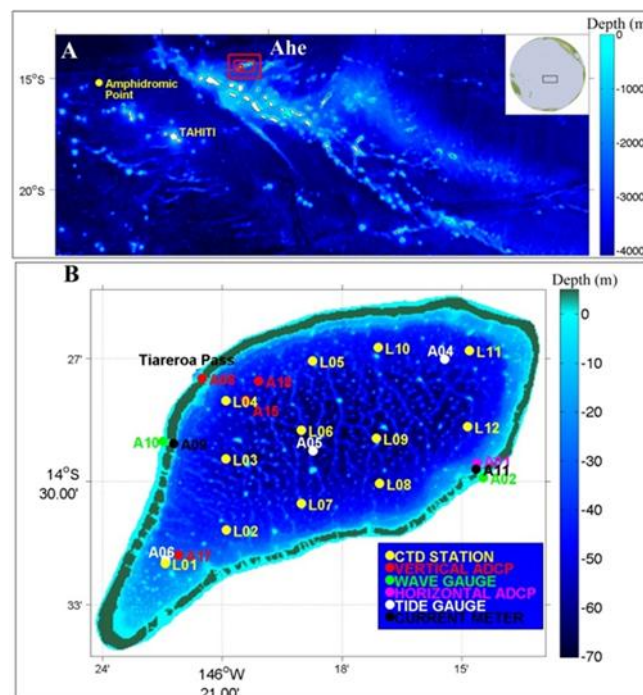 A
Ahe
Depth (m)
15°S
Amphidromic
Point
TAHITI
20°S
0
-1000
-2000
-3000
-4000
B
Depth (m)
27'
Tiareroa Pass
L05
L10
A04
L11
A08
A18
L04
A15
L06
A05
L09
L12
A10
A09
L03
14°S
30.00'
A11
A02
L08
L07
L02
A06
A17
L01
33'
CTD STATION
VERTICAL ADCP
WAVE GAUGE
HORIZONTAL ADCP
TIDE GAUGE
CURRENT METER
0
-10
-20
-30
-40
-50
-60
-70
24'
146°W
21.00'
18'
15'